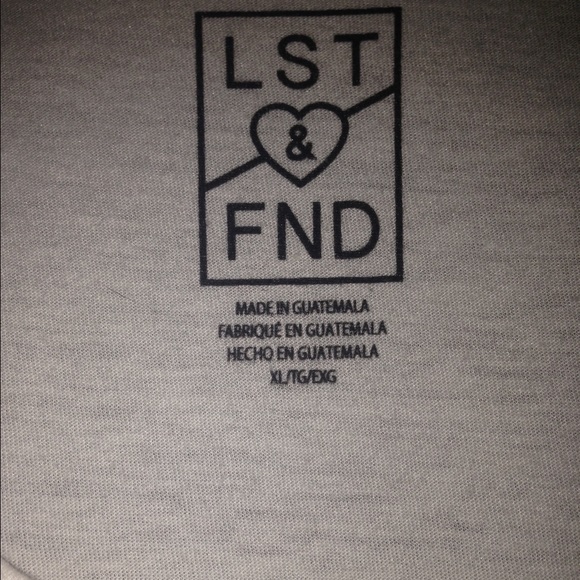 LST
&
FND
MADE IN GUATEMALA
FABRIQUÉ EN GUATEMALA
HECHO EN GUATEMALA
XL/TG/EXG